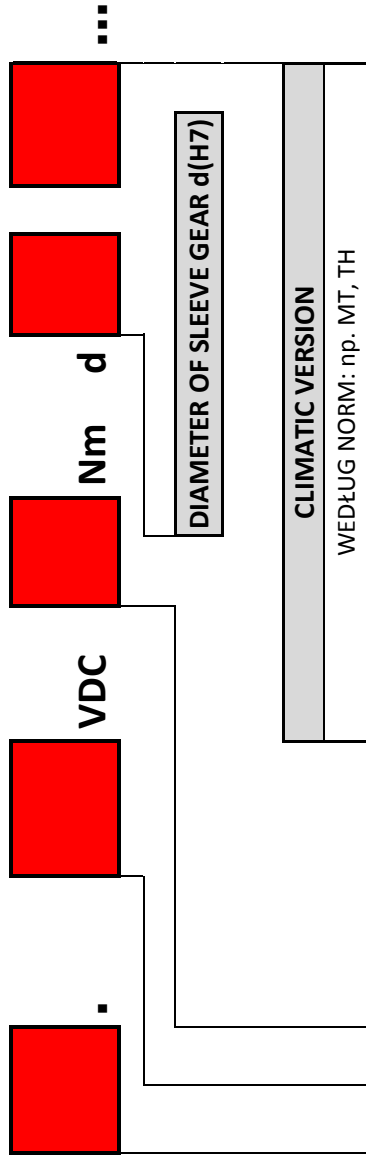 . VDC Nm d ...
DIAMETER OF SLEEVE GEAR d(H7)
CLIMATIC VERSION
WEDŁUG NORM: np. MT, TH